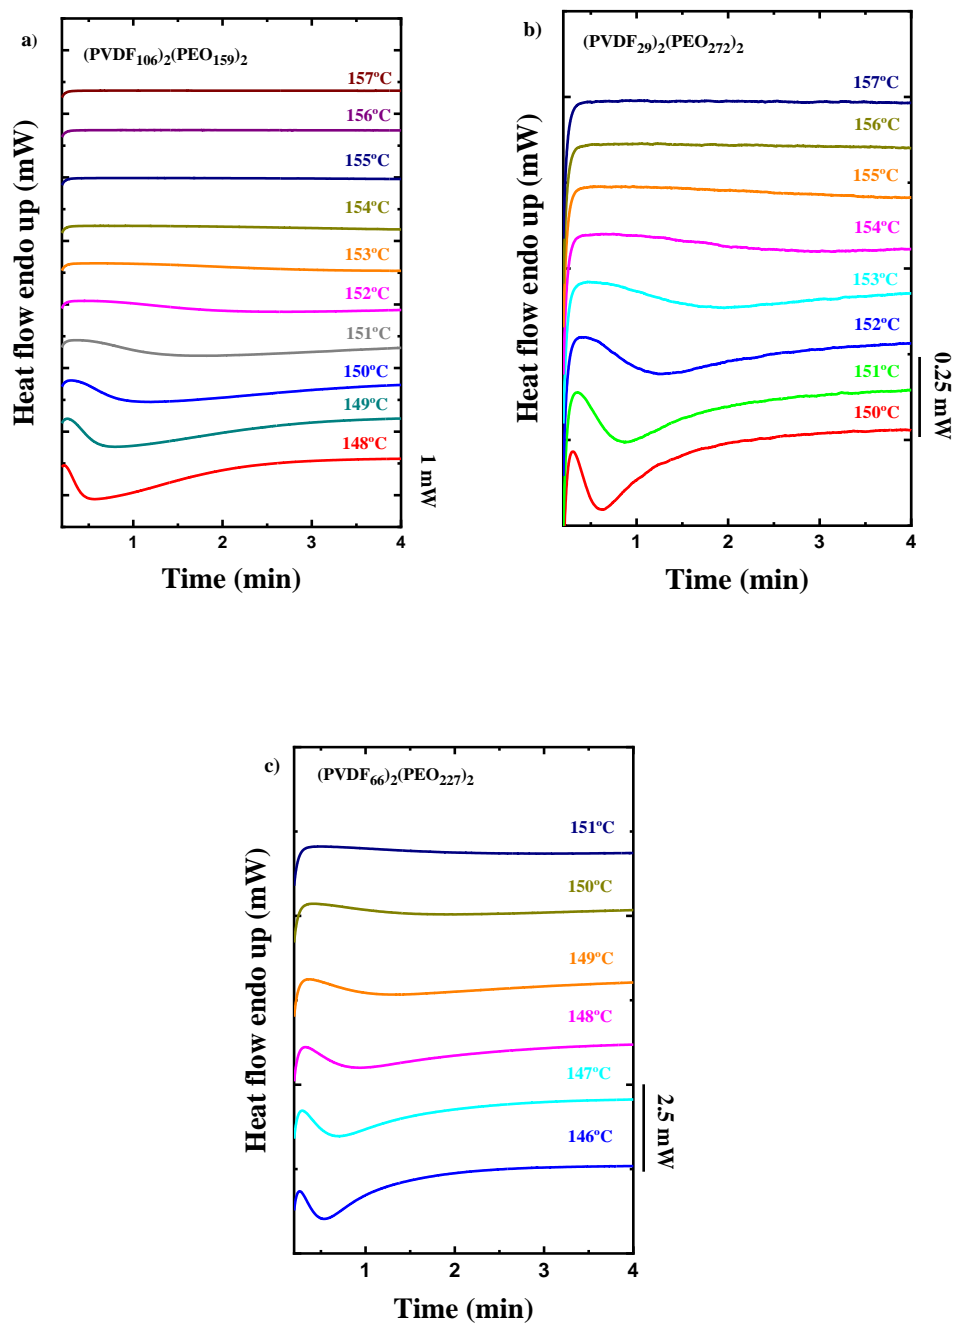 a)
(PVDF106)2(PEO159)2
157ºC
156ºC
155ºC
154ºC
153ºC
152ºC
151ºC
150ºC
149ºC
148ºC
Heat flow endo up (mW)
1 mW
1 2 3 4
Time (min)
b)
(PVDF29)2(PEO272)2
157ºC
156ºC
155ºC
154ºC
153ºC
152ºC
151ºC
150ºC
Heat flow endo up (mW)
0.25 mW
1 2 3 4
Time (min)
c)
(PVDF66)2(PEO227)2
151ºC
150ºC
149ºC
148ºC
147ºC
146ºC
Heat flow endo up (mW)
2.5 mW
1 2 3 4
Time (min)